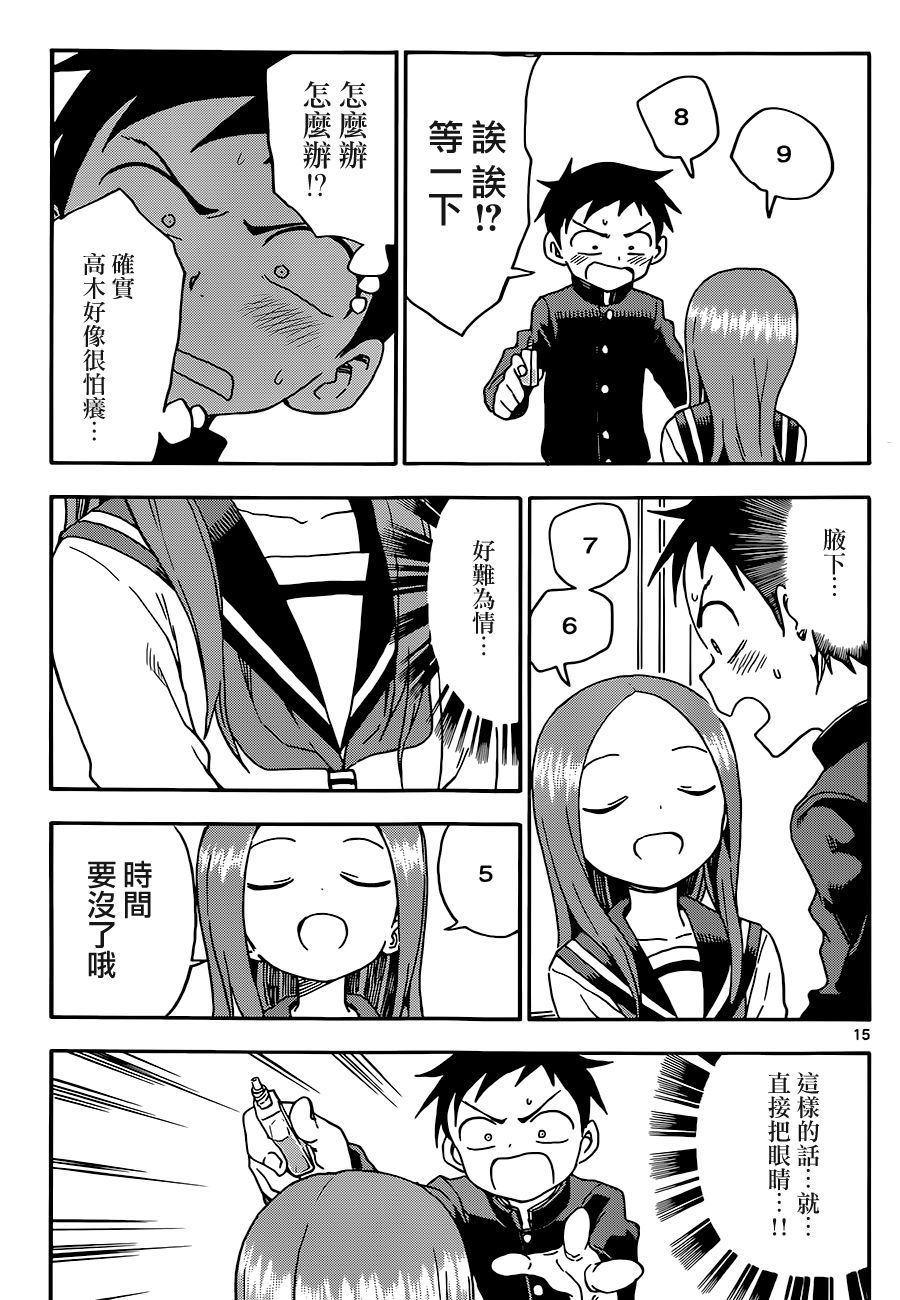 9
8
誒誒!?
等一下
怎麼辦
怎麼辦!?
確實
高木好像很怕癢…
腋下…
7
6
好難為情…
5
時間
要沒了哦
15
這樣的話…就…
直接把眼睛…!!